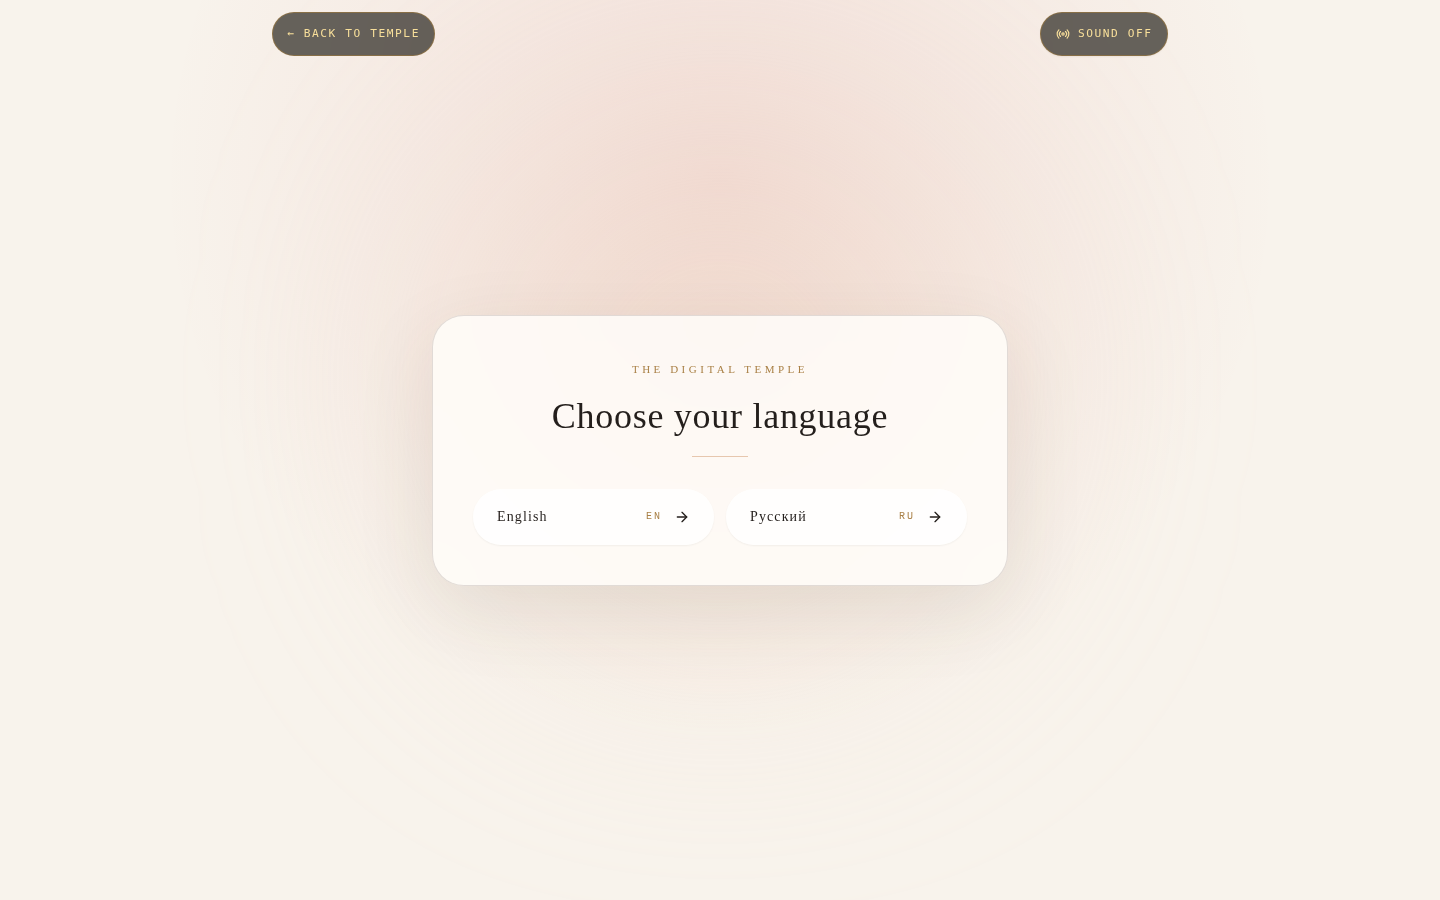 ← BACK TO TEMPLE
SOUND OFF
THE DIGITAL TEMPLE
Choose your language
English EN →
Русский RU →